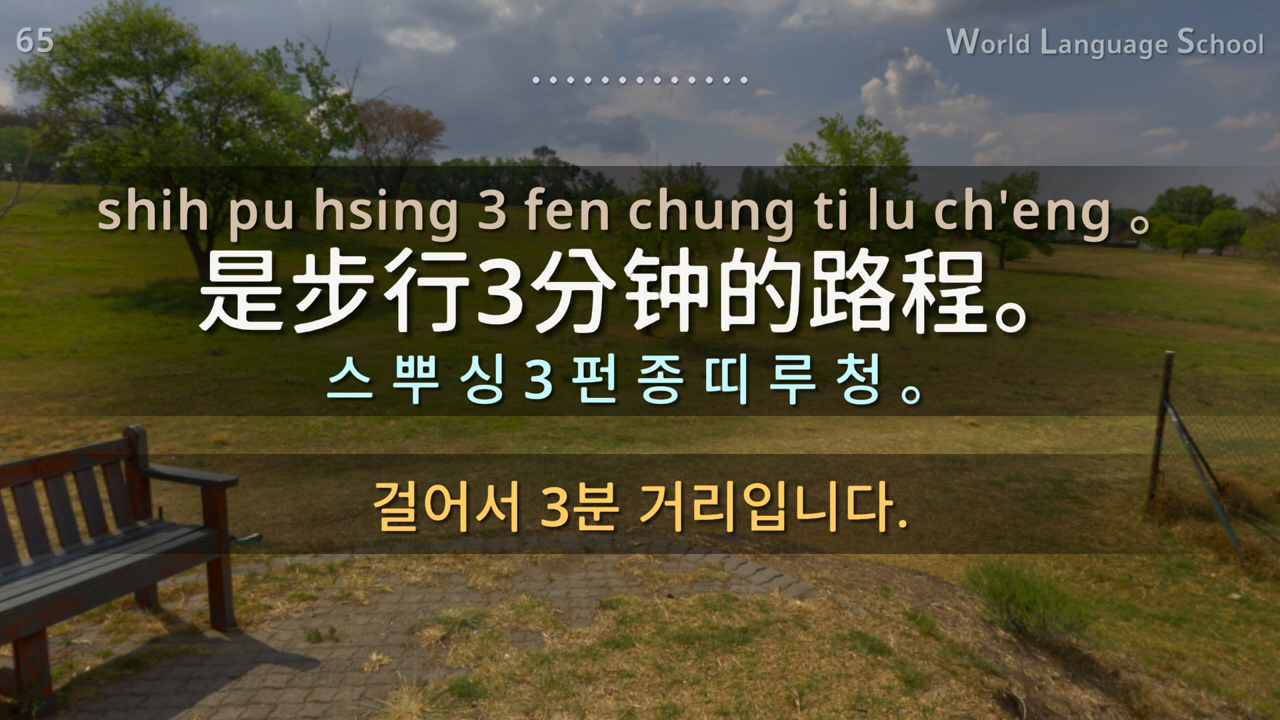 65
World Language School
.............
shih pu hsing 3 fen chung ti lu ch'eng 。
是步行3分钟的路程。
스 뿌 싱 3 펀 종 띠 루 청 。
걸어서 3분 거리입니다.